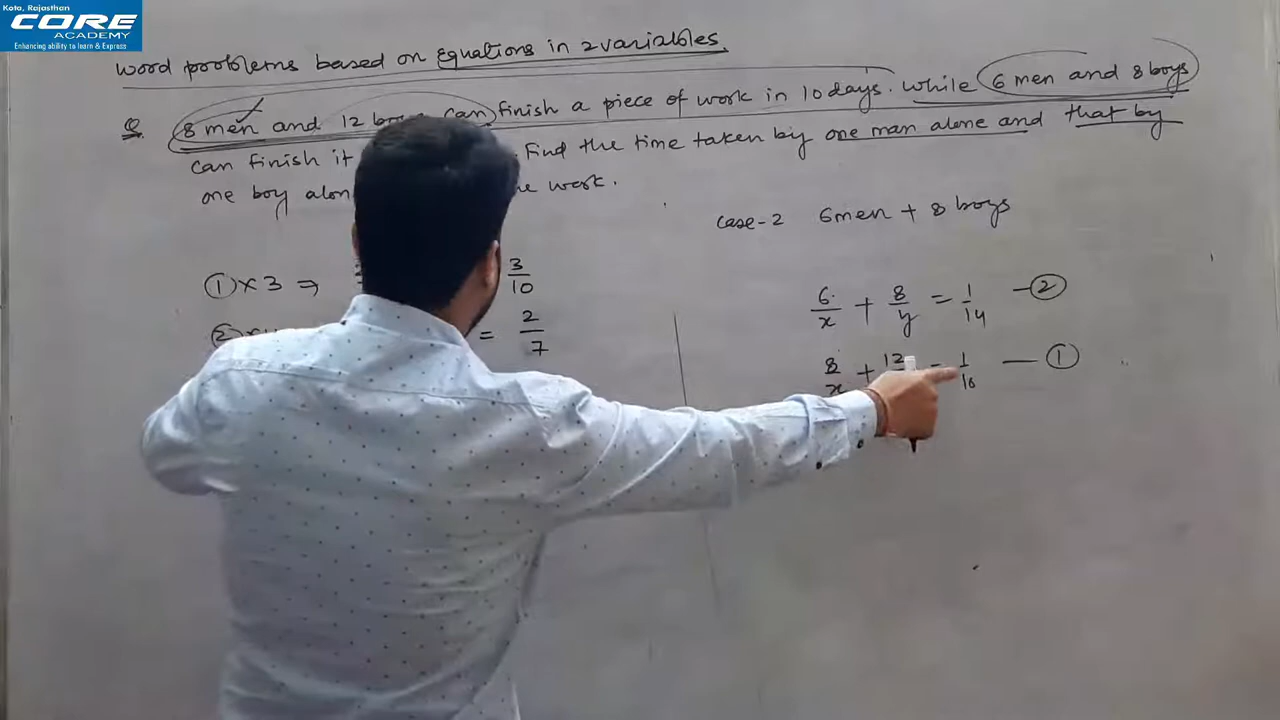 Kota, Rajasthan
CORE
ACADEMY
Enhancing ability to learn & Express
Word problems based on Equations in 2 variables.
Q. 8 men and 12 boys can finish a piece of work in 10 days. While 6 men and 8 boys
can finish it Find the time taken by one man alone and that by
one boy alon work.
case-2 6men + 8 boys
① × 3 ⇒ 3/10
= 2/7
6/x + 8/y = 1/14 — ②
8/x + 12 = 1/10 — ①